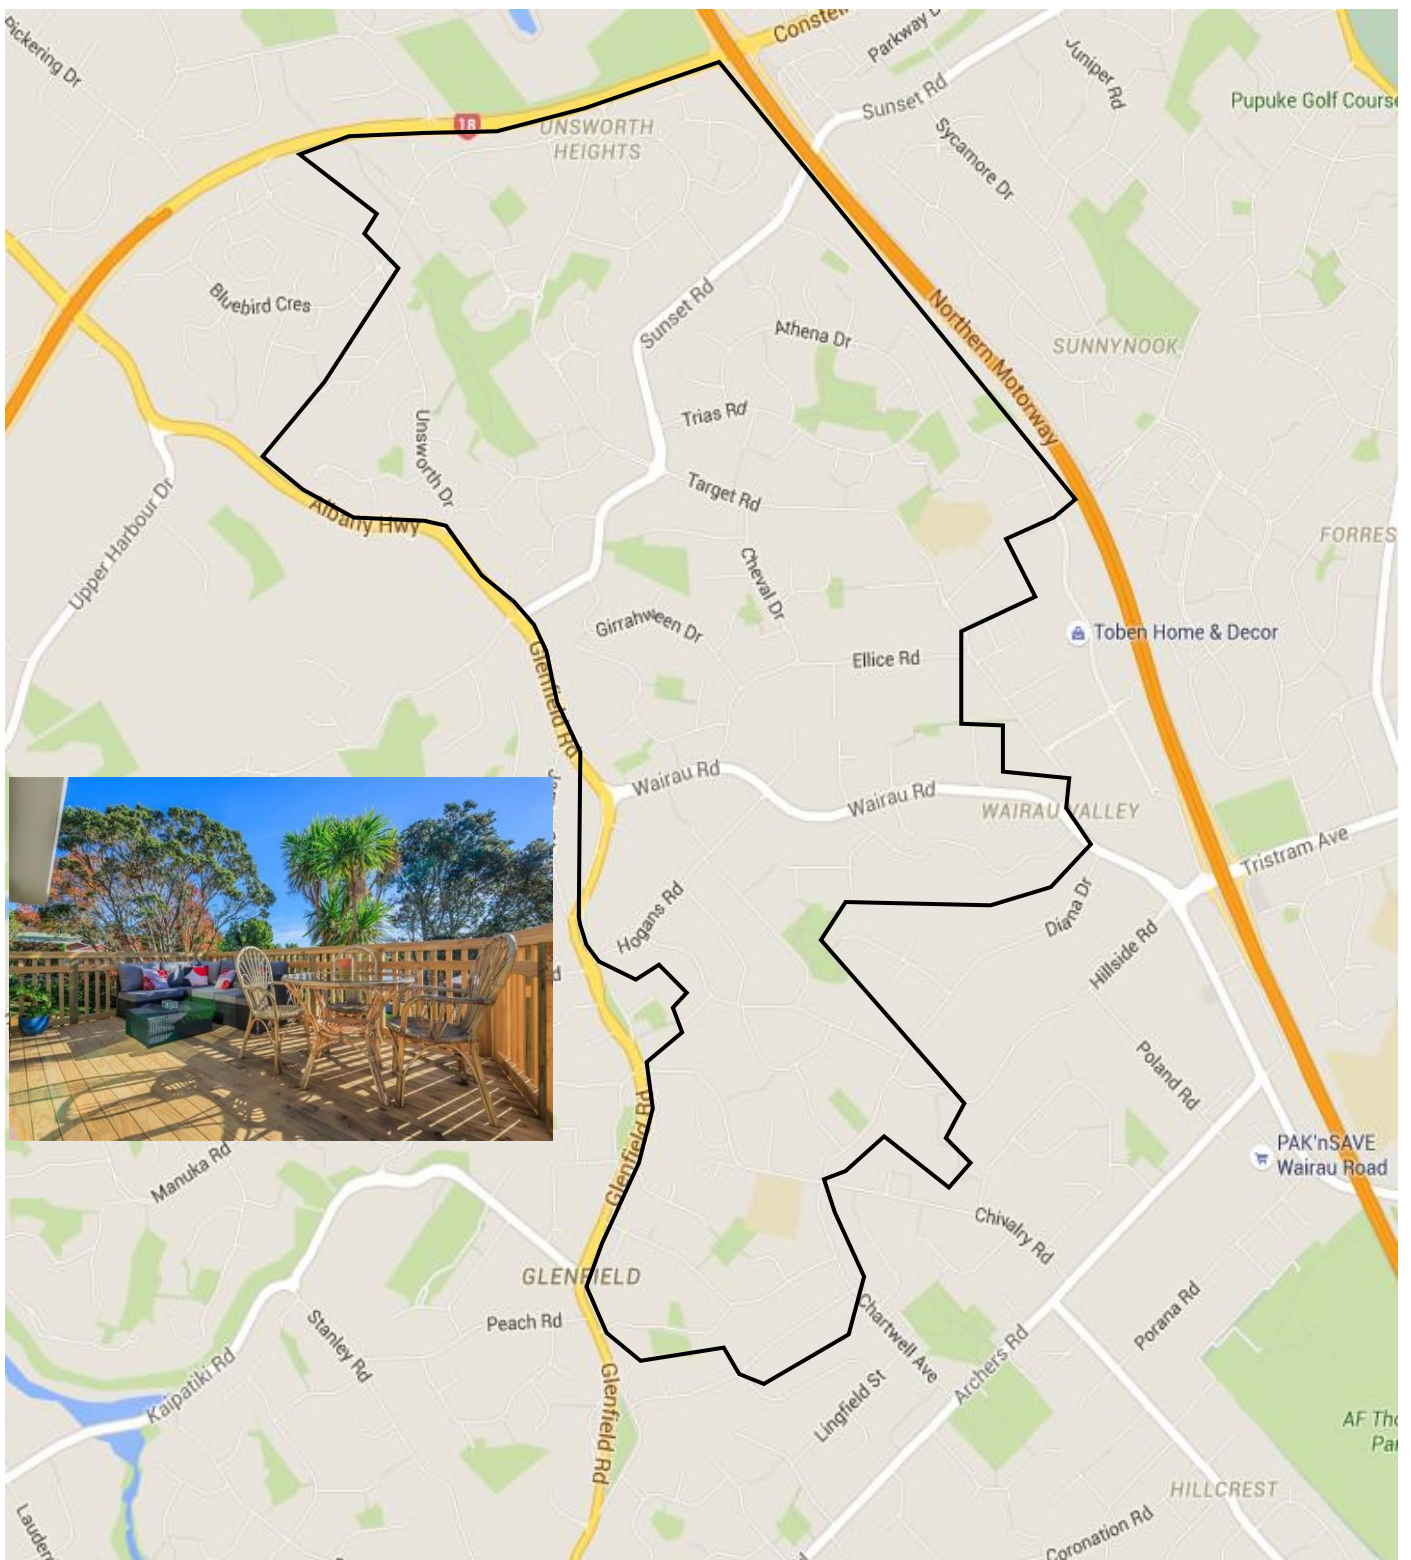 Pickering Dr
Parkway
Juniper Rd
Sunset Rd
Pupuke Golf Course
18
UNSWORTH
HEIGHTS
Sycamore Dr
Bluebird Cres
Sunset Rd
Northern Motorway
Athena Dr
SUNNYNOOK
Trias Rd
Unsworth Dr
Target Rd
Albany Hwy
Upper Harbour Dr
FORRES
Cheval Dr
Girrahween Dr
Toben Home & Decor
Ellice Rd
Glenfield Rd
Wairau Rd
Wairau Rd
WAIRAU VALLEY
Tristram Ave
Hogans Rd
Diana Dr
Hillside Rd
Poland Rd
Glenfield Rd
PAK'nSAVE
Wairau Road
Manuka Rd
Chivalry Rd
GLENFIELD
Peach Rd
Stanley Rd
Porana Rd
Chartwell Ave
Archers Rd
Kaipatiki Rd
Lingfield St
Glenfield Rd
AF Tho
Pa
HILLCREST
Coronation Rd